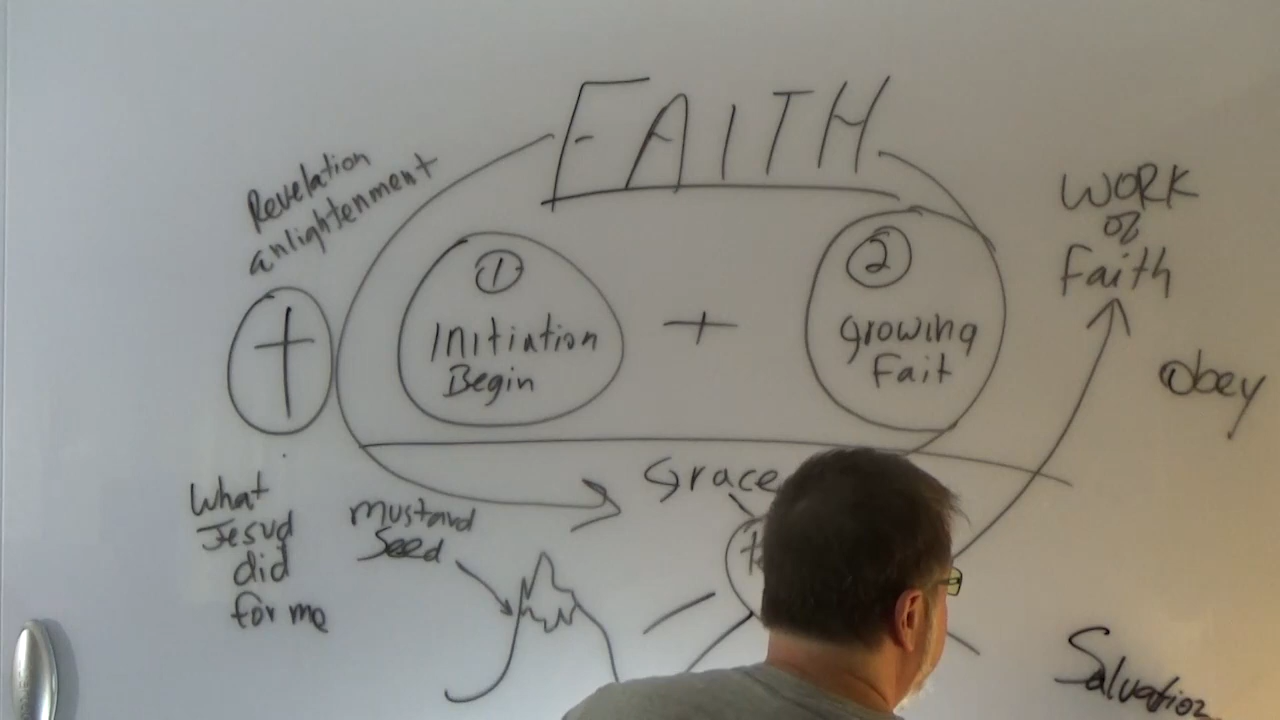 FAITH
Revelation
anlightenment
1
Initiation
Begin
+
2
Growing
Fait
WORK
of
Faith
Obey
What
Jesud
did
for me
mustard
Seed
Grace
Salvation